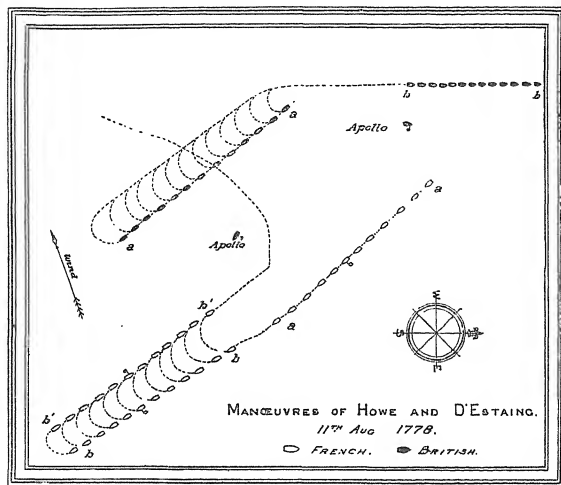 b b
a
Apollo
a
a
Apollo
Wind
b'
a
W
S
E
b
b'
b
MANŒUVRES OF HOWE AND D'ESTAING.
11TH AUG 1778.
FRENCH. BRITISH.